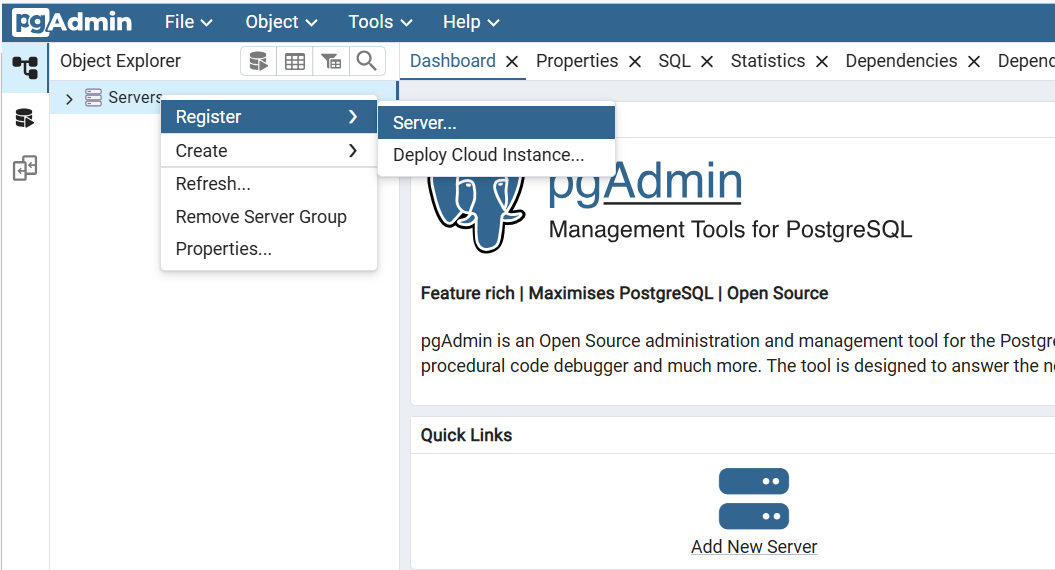 pgAdmin File Object Tools Help
Object Explorer Dashboard Properties SQL Statistics Dependencies
Servers
Register
Create
Refresh...
Remove Server Group
Properties...
Server...
Deploy Cloud Instance...
pgAdmin
Management Tools for PostgreSQL
Feature rich | Maximises PostgreSQL | Open Source
pgAdmin is an Open Source administration and management tool for the
procedural code debugger and much more. The tool is designed to answer the
Quick Links
Add New Server